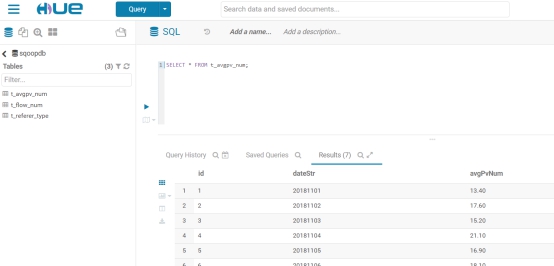 HUE
Query
Search data and saved documents...
SQL
Add a name...
Add a description...
sqoopdb
Tables
(3)
Filter...
t_avgpv_num
t_flow_num
t_referer_type
1 SELECT * FROM t_avgpv_num;
Query History
Saved Queries
Results (7)
id dateStr avgPvNum
1 1 20181101 13.40
2 2 20181102 17.60
3 3 20181103 15.20
4 4 20181104 21.10
5 5 20181105 16.90
6 6 20181106 18.10